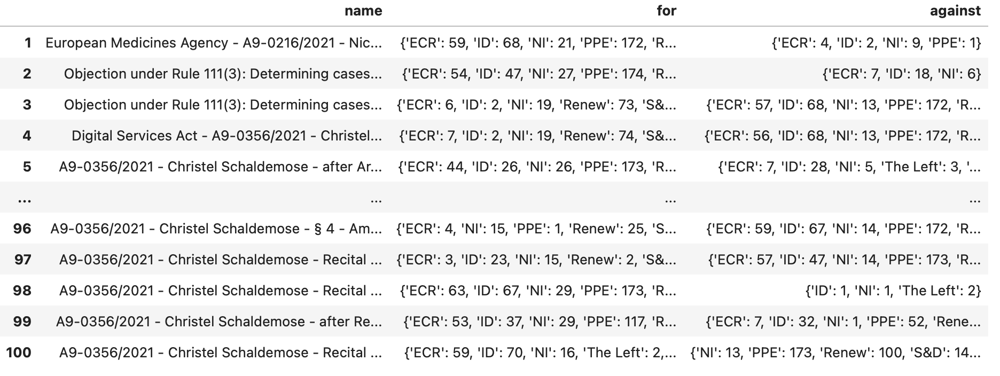 name for against
1 European Medicines Agency - A9-0216/2021 - Nic... {'ECR': 59, 'ID': 68, 'NI': 21, 'PPE': 172, 'R... {'ECR': 4, 'ID': 2, 'NI': 9, 'PPE': 1}
2 Objection under Rule 111(3): Determining cases... {'ECR': 54, 'ID': 47, 'NI': 27, 'PPE': 174, 'R... {'ECR': 7, 'ID': 18, 'NI': 6}
3 Objection under Rule 111(3): Determining cases... {'ECR': 6, 'ID': 2, 'NI': 19, 'Renew': 73, 'S&... {'ECR': 57, 'ID': 68, 'NI': 13, 'PPE': 172, 'R...
4 Digital Services Act - A9-0356/2021 - Christel... {'ECR': 7, 'ID': 2, 'NI': 19, 'Renew': 74, 'S&... {'ECR': 56, 'ID': 68, 'NI': 13, 'PPE': 172, 'R...
5 A9-0356/2021 - Christel Schaldemose - after Ar... {'ECR': 44, 'ID': 26, 'NI': 26, 'PPE': 173, 'R... {'ECR': 7, 'ID': 28, 'NI': 5, 'The Left': 3, '...
... ... ... ...
96 A9-0356/2021 - Christel Schaldemose - § 4 - Am... {'ECR': 4, 'NI': 15, 'PPE': 1, 'Renew': 25, 'S... {'ECR': 59, 'ID': 67, 'NI': 14, 'PPE': 172, 'R...
97 A9-0356/2021 - Christel Schaldemose - Recital ... {'ECR': 3, 'ID': 23, 'NI': 15, 'Renew': 2, 'S&... {'ECR': 57, 'ID': 47, 'NI': 14, 'PPE': 173, 'R...
98 A9-0356/2021 - Christel Schaldemose - Recital ... {'ECR': 63, 'ID': 67, 'NI': 29, 'PPE': 173, 'R... {'ID': 1, 'NI': 1, 'The Left': 2}
99 A9-0356/2021 - Christel Schaldemose - after Re... {'ECR': 53, 'ID': 37, 'NI': 29, 'PPE': 117, 'R... {'ECR': 7, 'ID': 32, 'NI': 1, 'PPE': 52, 'Rene...
100 A9-0356/2021 - Christel Schaldemose - Recital ... {'ECR': 59, 'ID': 70, 'NI': 16, 'The Left': 2,... {'NI': 13, 'PPE': 173, 'Renew': 100, 'S&D': 14...